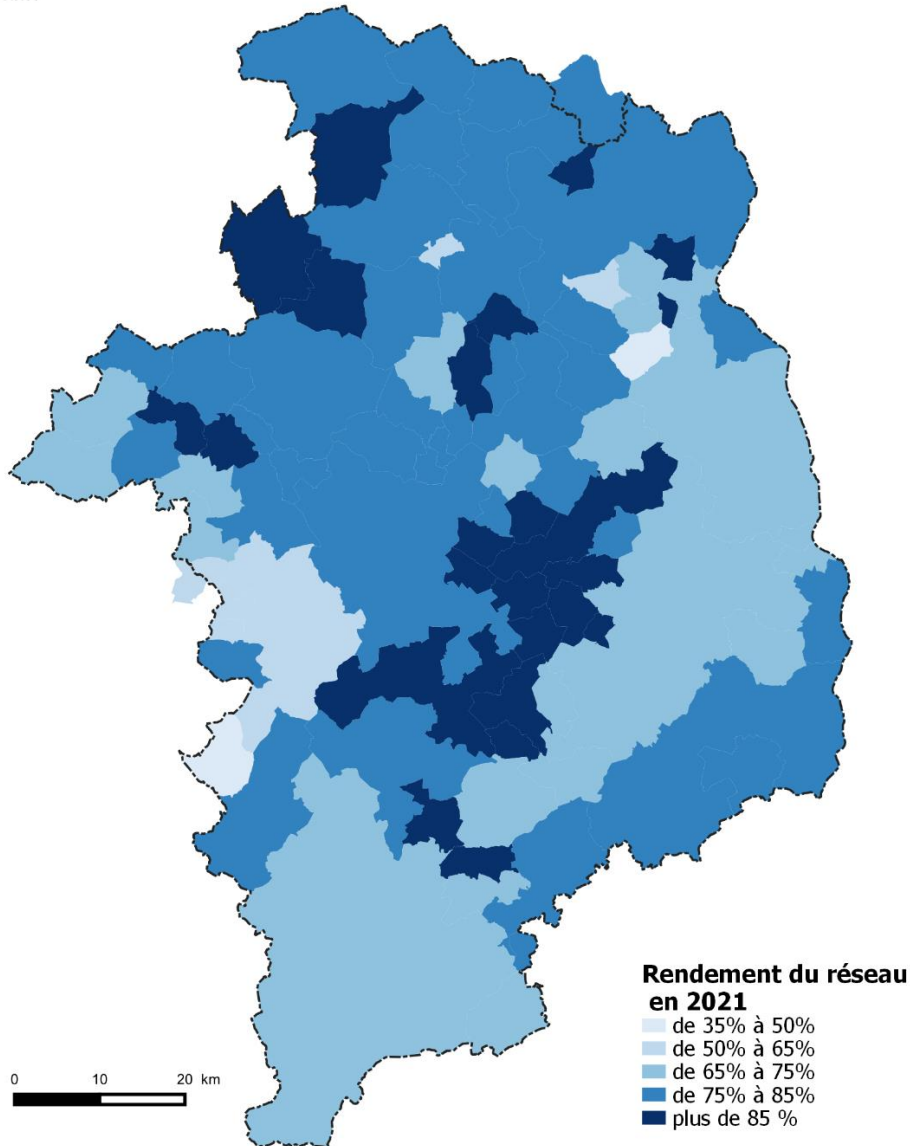 Rendement du réseau
en 2021
de 35% à 50%
de 50% à 65%
de 65% à 75%
de 75% à 85%
plus de 85 %
0 10 20 km